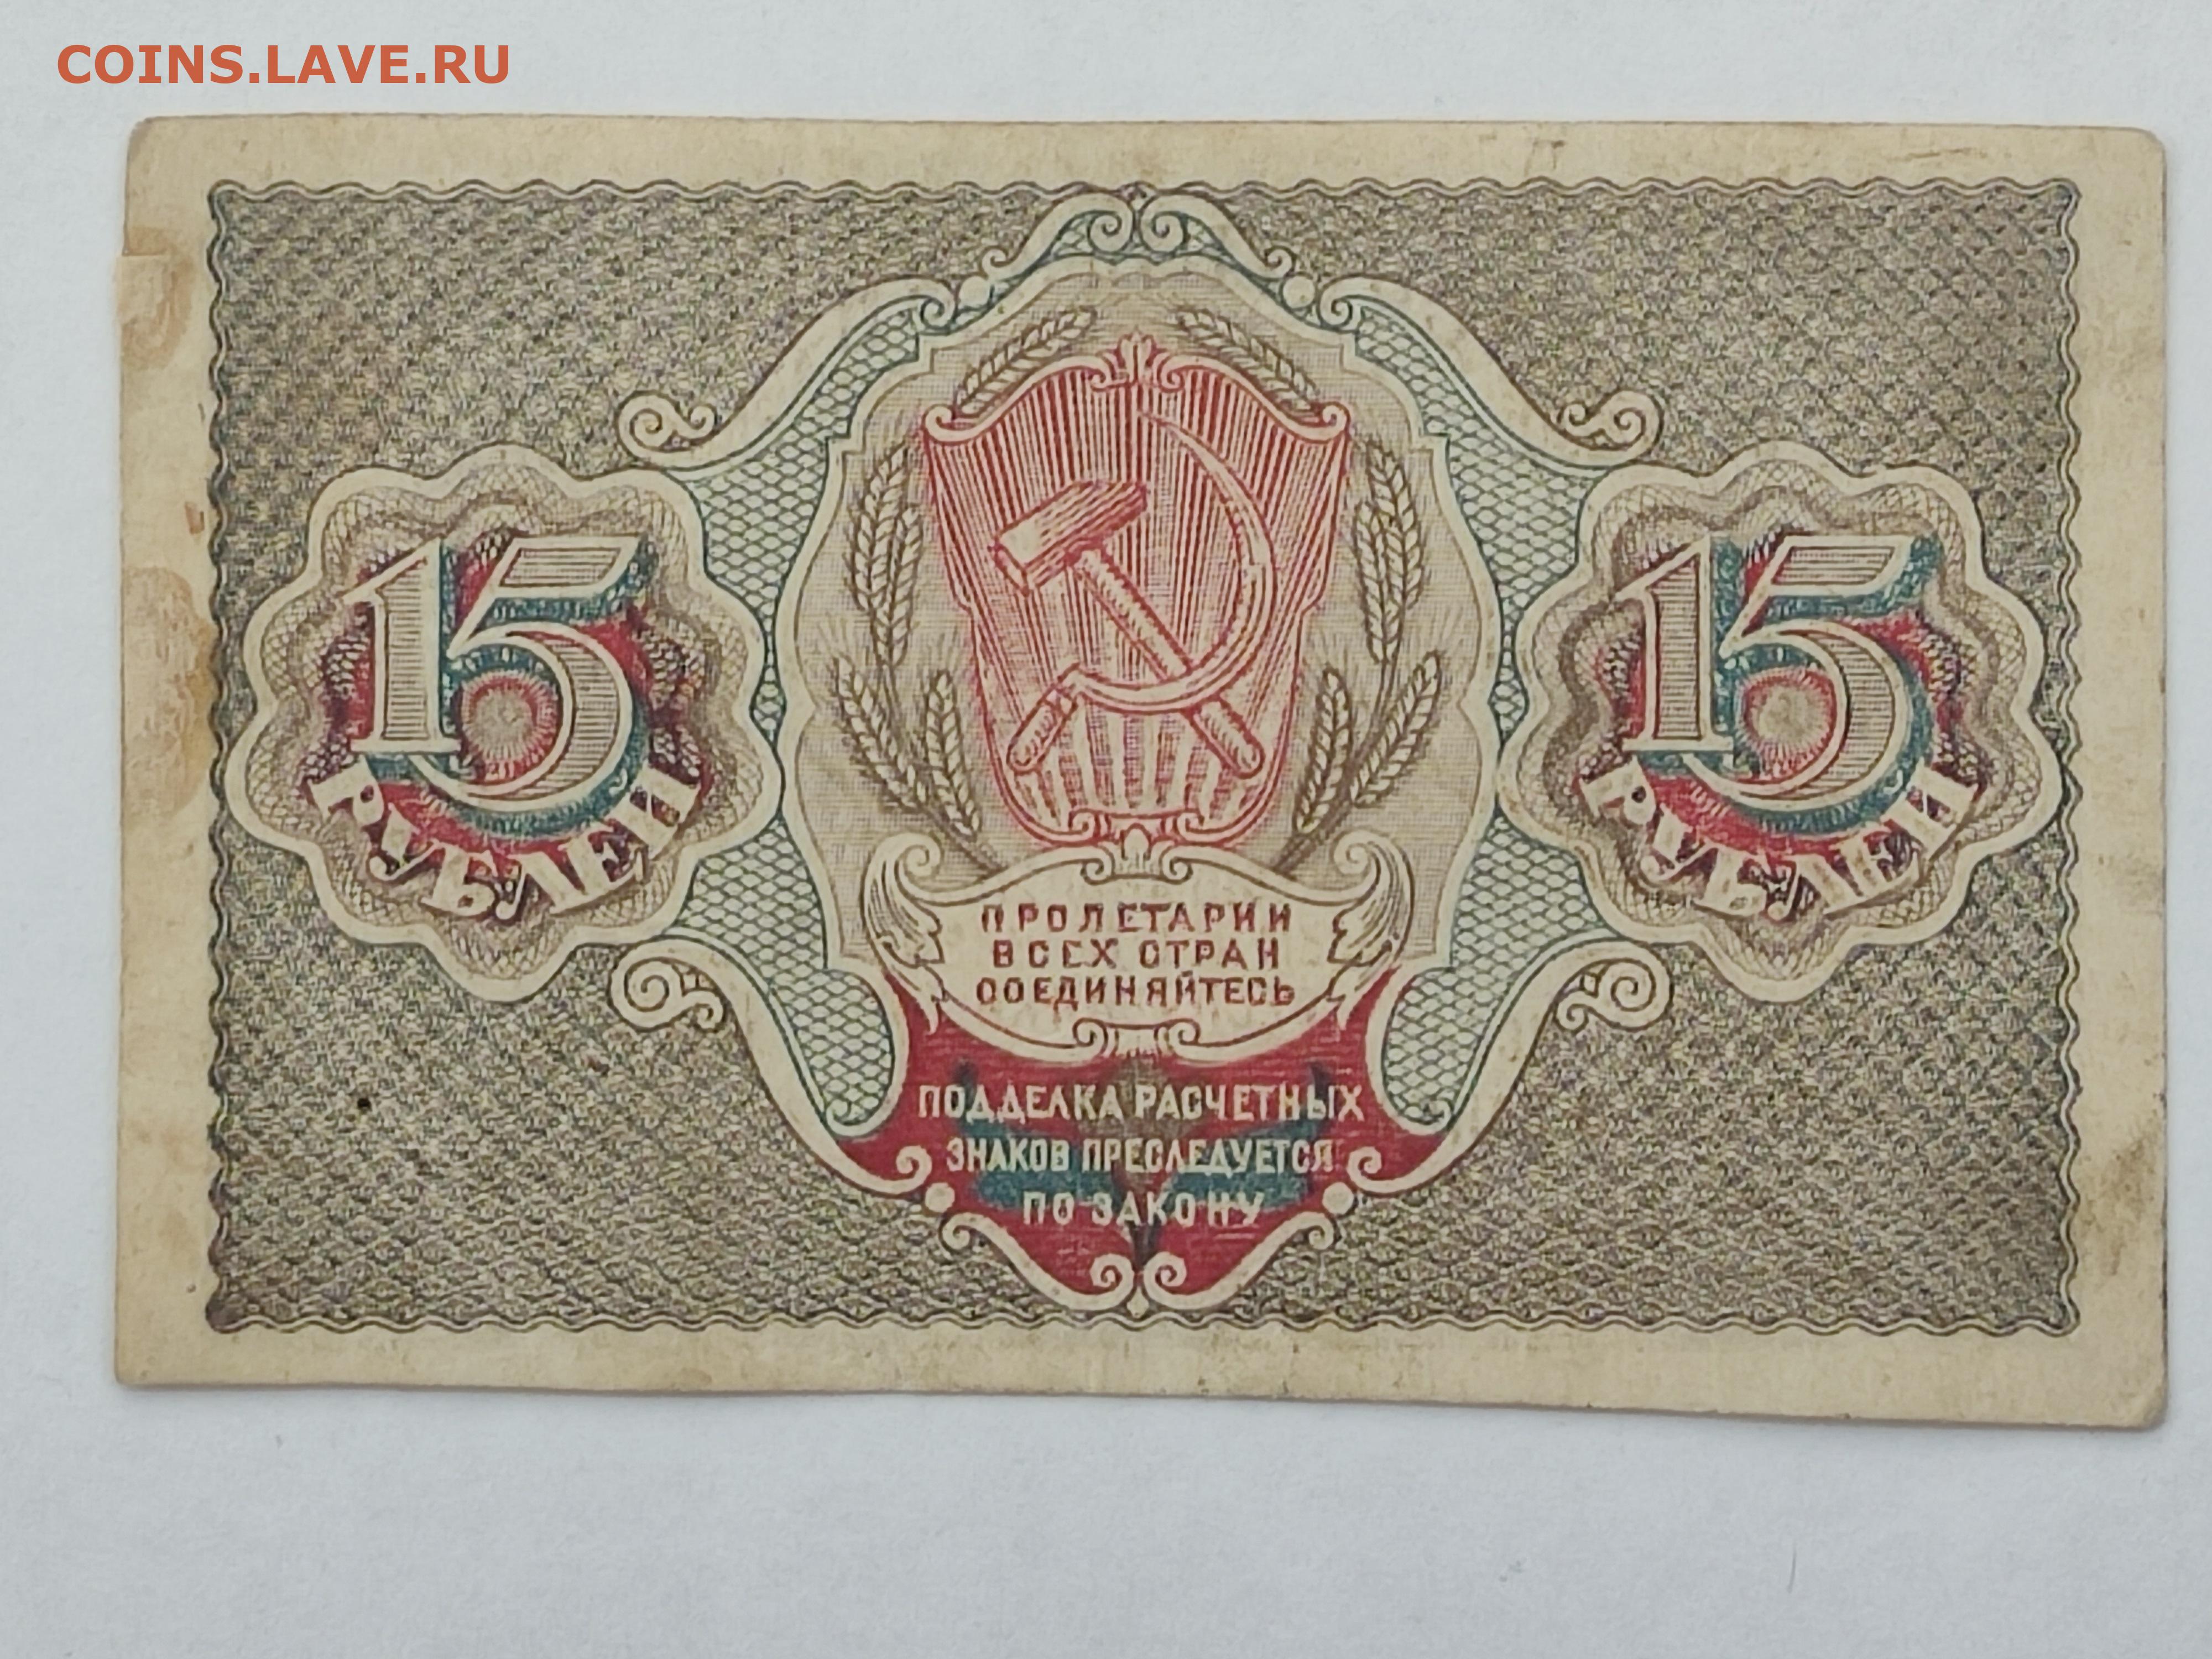 COINS.LAVE.RU
15
РУБЛЕЙ
15
РУБЛЕЙ
ПРОЛЕТАРИИ
ВСЕХ СТРАН
СОЕДИНЯЙТЕСЬ
ПОДДЕЛКА РАСЧЕТНЫХ
ЗНАКОВ ПРЕСЛЕДУЕТСЯ
ПО ЗАКОНУ